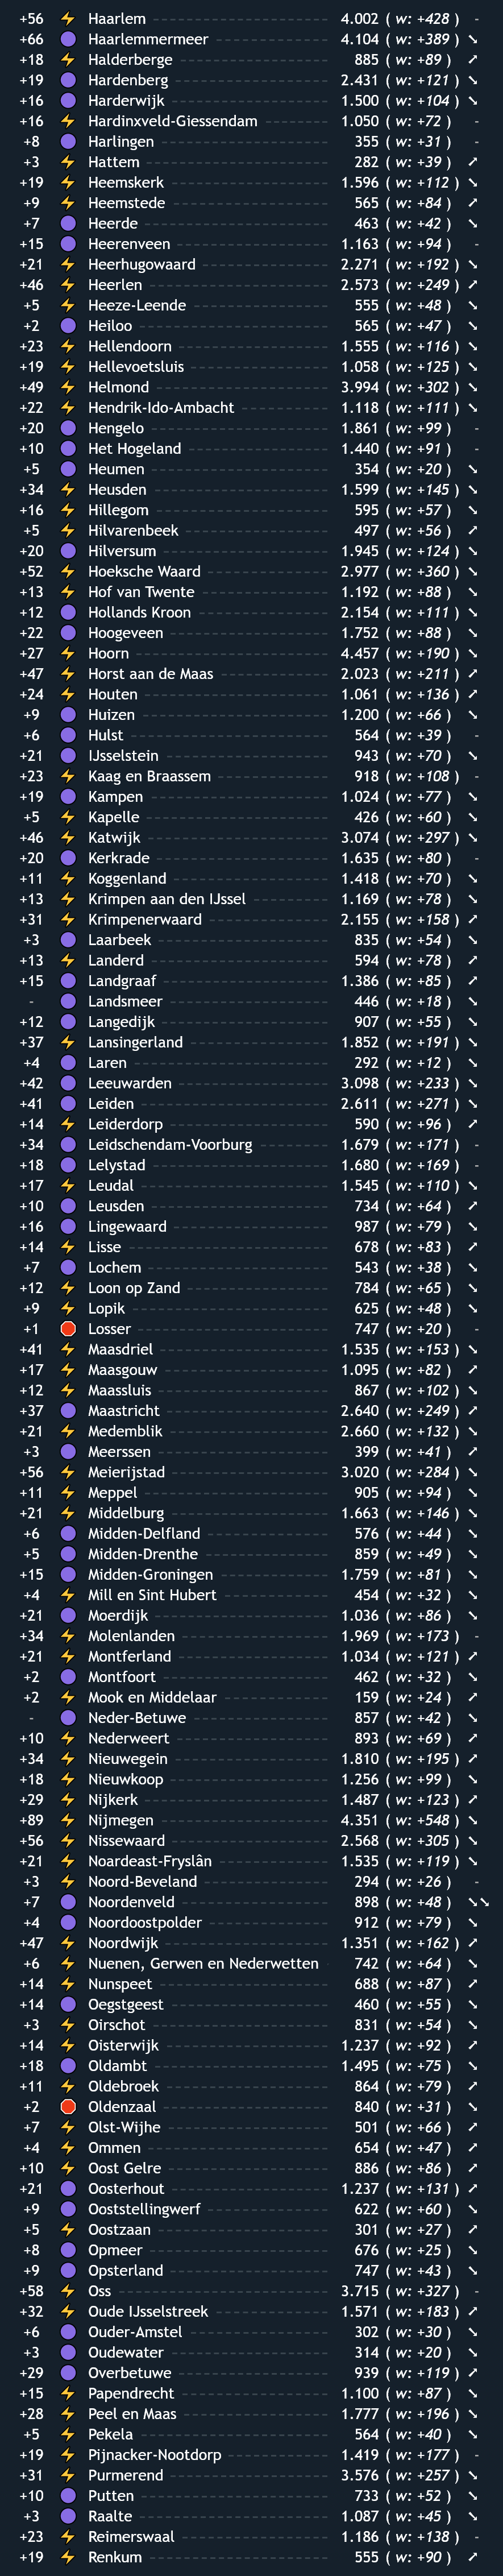 +56 ⚡ Haarlem 4.002 ( w: +428 ) -
+66 Haarlemmermeer 4.104 ( w: +389 ) ➘
+18 ⚡ Halderberge 885 ( w: +89 ) ➚
+19 Hardenberg 2.431 ( w: +121 ) ➘
+16 Harderwijk 1.500 ( w: +104 ) ➘
+16 ⚡ Hardinxveld-Giessendam 1.050 ( w: +72 ) -
+8 Harlingen 355 ( w: +31 ) -
+3 ⚡ Hattem 282 ( w: +39 ) ➚
+19 ⚡ Heemskerk 1.596 ( w: +112 ) ➘
+9 ⚡ Heemstede 565 ( w: +84 ) ➚
+7 Heerde 463 ( w: +42 ) ➘
+15 Heerenveen 1.163 ( w: +94 ) -
+21 ⚡ Heerhugowaard 2.271 ( w: +192 ) ➘
+46 ⚡ Heerlen 2.573 ( w: +249 ) ➚
+5 ⚡ Heeze-Leende 555 ( w: +48 ) ➘
+2 Heiloo 565 ( w: +47 ) ➘
+23 ⚡ Hellendoorn 1.555 ( w: +116 ) ➘
+19 ⚡ Hellevoetsluis 1.058 ( w: +125 ) ➘
+49 ⚡ Helmond 3.994 ( w: +302 ) ➘
+22 ⚡ Hendrik-Ido-Ambacht 1.118 ( w: +111 ) ➘
+20 Hengelo 1.861 ( w: +99 ) -
+10 Het Hogeland 1.440 ( w: +91 ) -
+5 Heumen 354 ( w: +20 ) ➘
+34 ⚡ Heusden 1.599 ( w: +145 ) ➘
+16 ⚡ Hillegom 595 ( w: +57 ) ➘
+5 ⚡ Hilvarenbeek 497 ( w: +56 ) ➚
+20 Hilversum 1.945 ( w: +124 ) ➘
+52 ⚡ Hoeksche Waard 2.977 ( w: +360 ) ➘
+13 ⚡ Hof van Twente 1.192 ( w: +88 ) ➘
+12 Hollands Kroon 2.154 ( w: +111 ) ➘
+22 Hoogeveen 1.752 ( w: +88 ) ➘
+27 ⚡ Hoorn 4.457 ( w: +190 ) ➘
+47 ⚡ Horst aan de Maas 2.023 ( w: +211 ) ➚
+24 ⚡ Houten 1.061 ( w: +136 ) ➚
+9 Huizen 1.200 ( w: +66 ) ➘
+6 Hulst 564 ( w: +39 ) -
+21 IJsselstein 943 ( w: +70 ) ➘
+23 ⚡ Kaag en Braassem 918 ( w: +108 ) -
+19 Kampen 1.024 ( w: +77 ) ➘
+5 ⚡ Kapelle 426 ( w: +60 ) ➘
+46 ⚡ Katwijk 3.074 ( w: +297 ) ➘
+20 Kerkrade 1.635 ( w: +80 ) -
+11 ⚡ Koggenland 1.418 ( w: +70 ) ➘
+13 ⚡ Krimpen aan den IJssel 1.169 ( w: +78 ) ➘
+31 ⚡ Krimpenerwaard 2.155 ( w: +158 ) ➚
+3 Laarbeek 835 ( w: +54 ) ➘
+13 ⚡ Landerd 594 ( w: +78 ) ➚
+15 Landgraaf 1.386 ( w: +85 ) ➚
- Landsmeer 446 ( w: +18 ) ➘
+12 Langedijk 907 ( w: +55 ) ➘
+37 ⚡ Lansingerland 1.852 ( w: +191 ) ➘
+4 Laren 292 ( w: +12 ) ➘
+42 Leeuwarden 3.098 ( w: +233 ) ➘
+41 Leiden 2.611 ( w: +271 ) ➘
+14 ⚡ Leiderdorp 590 ( w: +96 ) ➚
+34 Leidschendam-Voorburg 1.679 ( w: +171 ) -
+18 Lelystad 1.680 ( w: +169 ) -
+17 ⚡ Leudal 1.545 ( w: +110 ) ➘
+10 Leusden 734 ( w: +64 ) ➚
+16 Lingewaard 987 ( w: +79 ) ➘
+14 ⚡ Lisse 678 ( w: +83 ) ➚
+7 Lochem 543 ( w: +38 ) ➘
+12 ⚡ Loon op Zand 784 ( w: +65 ) ➘
+9 ⚡ Lopik 625 ( w: +48 ) ➘
+1 Losser 747 ( w: +20 ) -
+41 ⚡ Maasdriel 1.535 ( w: +153 ) ➘
+17 ⚡ Maasgouw 1.095 ( w: +82 ) ➚
+12 ⚡ Maassluis 867 ( w: +102 ) ➘
+37 Maastricht 2.640 ( w: +249 ) ➚
+21 ⚡ Medemblik 2.660 ( w: +132 ) ➘
+3 Meerssen 399 ( w: +41 ) ➚
+56 ⚡ Meierijstad 3.020 ( w: +284 ) ➘
+11 ⚡ Meppel 905 ( w: +94 ) ➘
+21 ⚡ Middelburg 1.663 ( w: +146 ) ➘
+6 Midden-Delfland 576 ( w: +44 ) ➘
+5 Midden-Drenthe 859 ( w: +49 ) ➘
+15 Midden-Groningen 1.759 ( w: +81 ) ➘
+4 ⚡ Mill en Sint Hubert 454 ( w: +32 ) ➘
+21 Moerdijk 1.036 ( w: +86 ) ➘
+34 ⚡ Molenlanden 1.969 ( w: +173 ) -
+21 ⚡ Montferland 1.034 ( w: +121 ) ➚
+2 Montfoort 462 ( w: +32 ) ➘
+2 ⚡ Mook en Middelaar 159 ( w: +24 ) ➚
- Neder-Betuwe 857 ( w: +42 ) ➘
+10 ⚡ Nederweert 893 ( w: +69 ) ➚
+34 ⚡ Nieuwegein 1.810 ( w: +195 ) ➚
+18 Nieuwkoop 1.256 ( w: +99 ) ➘
+29 ⚡ Nijkerk 1.487 ( w: +123 ) ➚
+89 ⚡ Nijmegen 4.351 ( w: +548 ) ➘
+56 ⚡ Nissewaard 2.568 ( w: +305 ) ➘
+21 ⚡ Noardeast-Fryslân 1.535 ( w: +119 ) ➘
+3 ⚡ Noord-Beveland 294 ( w: +26 ) -
+7 Noordenveld 898 ( w: +48 ) ➘➘
+4 Noordoostpolder 912 ( w: +79 ) ➘
+47 ⚡ Noordwijk 1.351 ( w: +162 ) ➚
+6 ⚡ Nuenen, Gerwen en Nederwetten 742 ( w: +64 ) ➘
+14 ⚡ Nunspeet 688 ( w: +87 ) ➚
+14 Oegstgeest 460 ( w: +55 ) ➘
+3 ⚡ Oirschot 831 ( w: +54 ) ➘
+14 ⚡ Oisterwijk 1.237 ( w: +92 ) ➚
+18 Oldambt 1.495 ( w: +75 ) ➘
+11 ⚡ Oldebroek 864 ( w: +79 ) ➚
+2 Oldenzaal 840 ( w: +31 ) ➘
+7 ⚡ Olst-Wijhe 501 ( w: +66 ) ➚
+4 ⚡ Ommen 654 ( w: +47 ) ➚
+10 ⚡ Oost Gelre 886 ( w: +86 ) ➚
+21 Oosterhout 1.237 ( w: +131 ) ➚
+9 Ooststellingwerf 622 ( w: +60 ) ➘
+5 ⚡ Oostzaan 301 ( w: +27 ) ➚
+8 Opmeer 676 ( w: +25 ) ➘
+9 Opsterland 747 ( w: +43 ) ➘
+58 ⚡ Oss 3.715 ( w: +327 ) -
+32 ⚡ Oude IJsselstreek 1.571 ( w: +183 ) ➚
+6 Ouder-Amstel 302 ( w: +30 ) ➘
+3 Oudewater 314 ( w: +20 ) ➘
+29 Overbetuwe 939 ( w: +119 ) ➚
+15 ⚡ Papendrecht 1.100 ( w: +87 ) ➘
+28 ⚡ Peel en Maas 1.777 ( w: +196 ) ➘
+5 ⚡ Pekela 564 ( w: +40 ) ➘
+19 ⚡ Pijnacker-Nootdorp 1.419 ( w: +177 ) -
+31 ⚡ Purmerend 3.576 ( w: +257 ) ➘
+10 Putten 733 ( w: +52 ) ➘
+3 Raalte 1.087 ( w: +45 ) ➘
+23 ⚡ Reimerswaal 1.186 ( w: +138 ) -
+19 ⚡ Renkum 555 ( w: +90 ) ➚